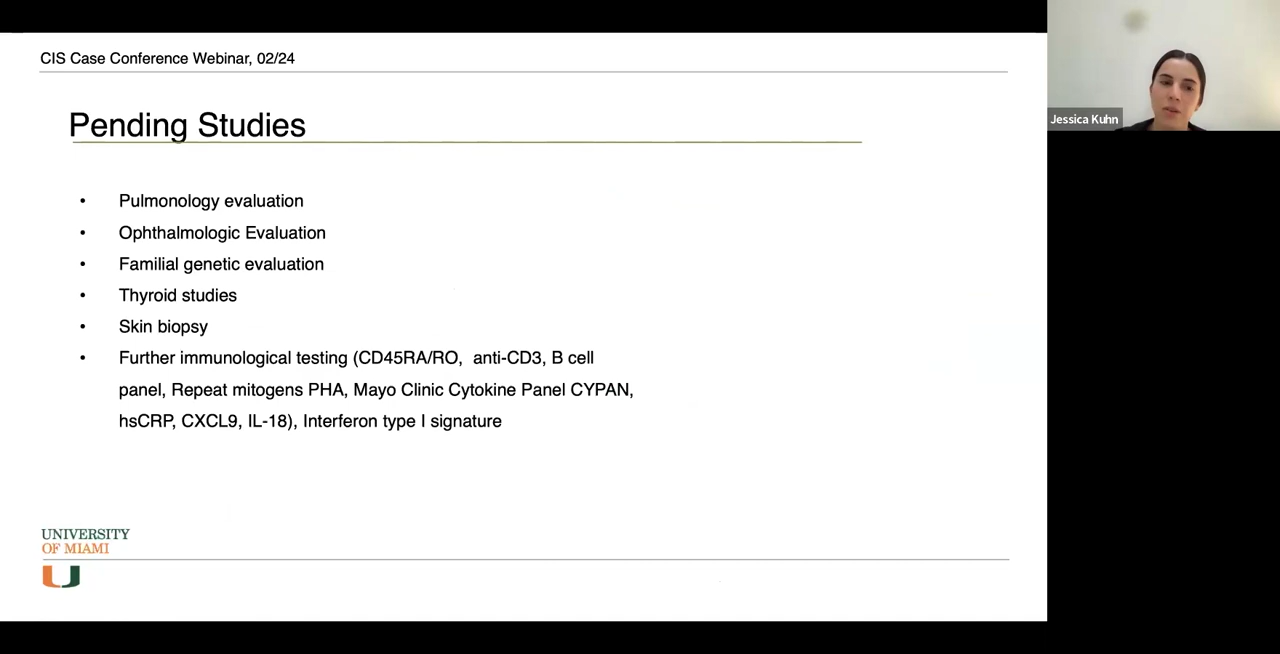 CIS Case Conference Webinar, 02/24
Jessica Kuhn
Pending Studies
• Pulmonology evaluation
• Ophthalmologic Evaluation
• Familial genetic evaluation
• Thyroid studies
• Skin biopsy
• Further immunological testing (CD45RA/RO, anti-CD3, B cell
panel, Repeat mitogens PHA, Mayo Clinic Cytokine Panel CYPAN,
hsCRP, CXCL9, IL-18), Interferon type I signature
UNIVERSITY
OF MIAMI
U